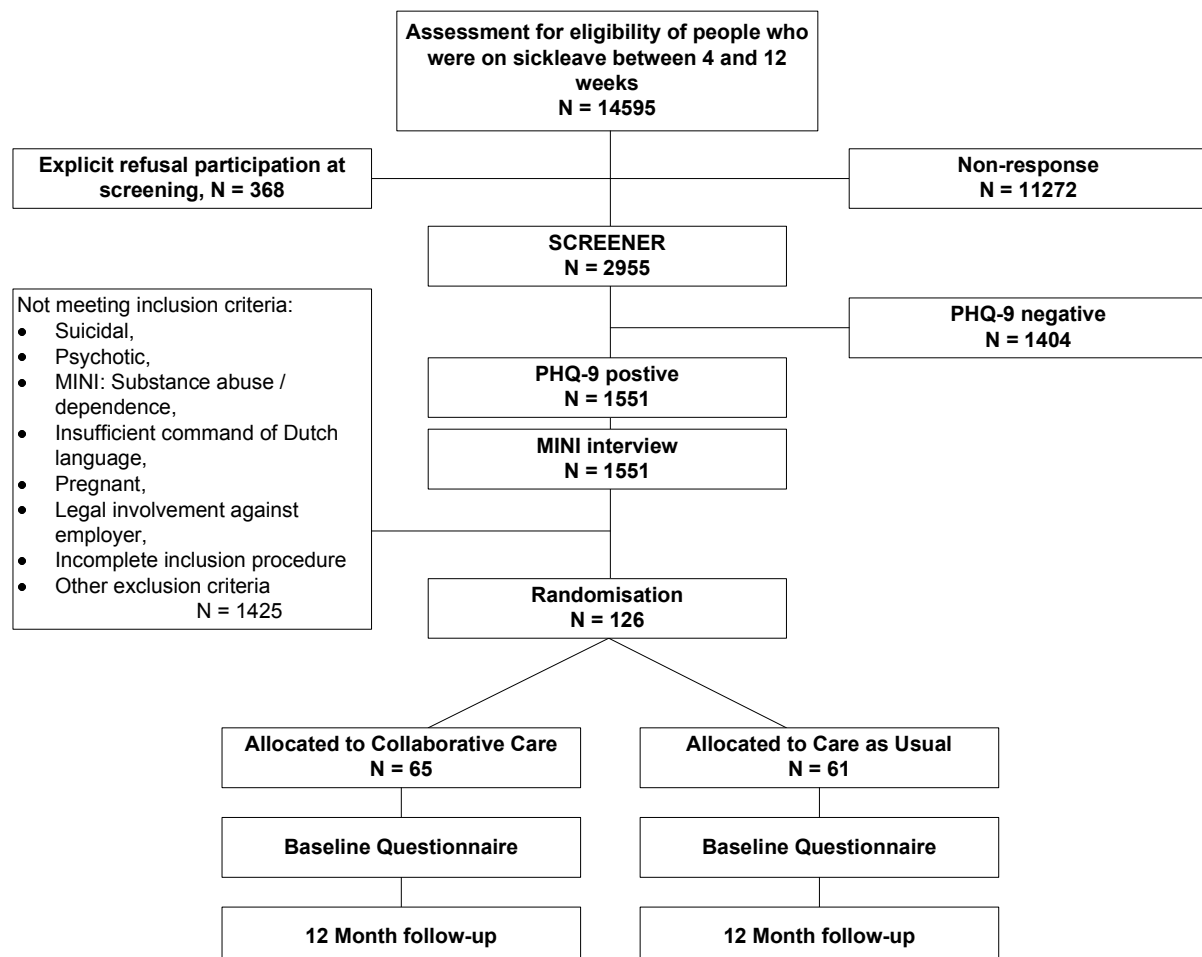 Assessment for eligibility of people who
were on sickleave between 4 and 12
weeks
N = 14595
Explicit refusal participation at
screening, N = 368
Non-response
N = 11272
SCREENER
N = 2955
Not meeting inclusion criteria:
• Suicidal,
• Psychotic,
• MINI: Substance abuse /
dependence,
• Insufficient command of Dutch
language,
• Pregnant,
• Legal involvement against
employer,
• Incomplete inclusion procedure
• Other exclusion criteria
N = 1425
PHQ-9 negative
N = 1404
PHQ-9 postive
N = 1551
MINI interview
N = 1551
Randomisation
N = 126
Allocated to Collaborative Care
N = 65
Allocated to Care as Usual
N = 61
Baseline Questionnaire
Baseline Questionnaire
12 Month follow-up
12 Month follow-up